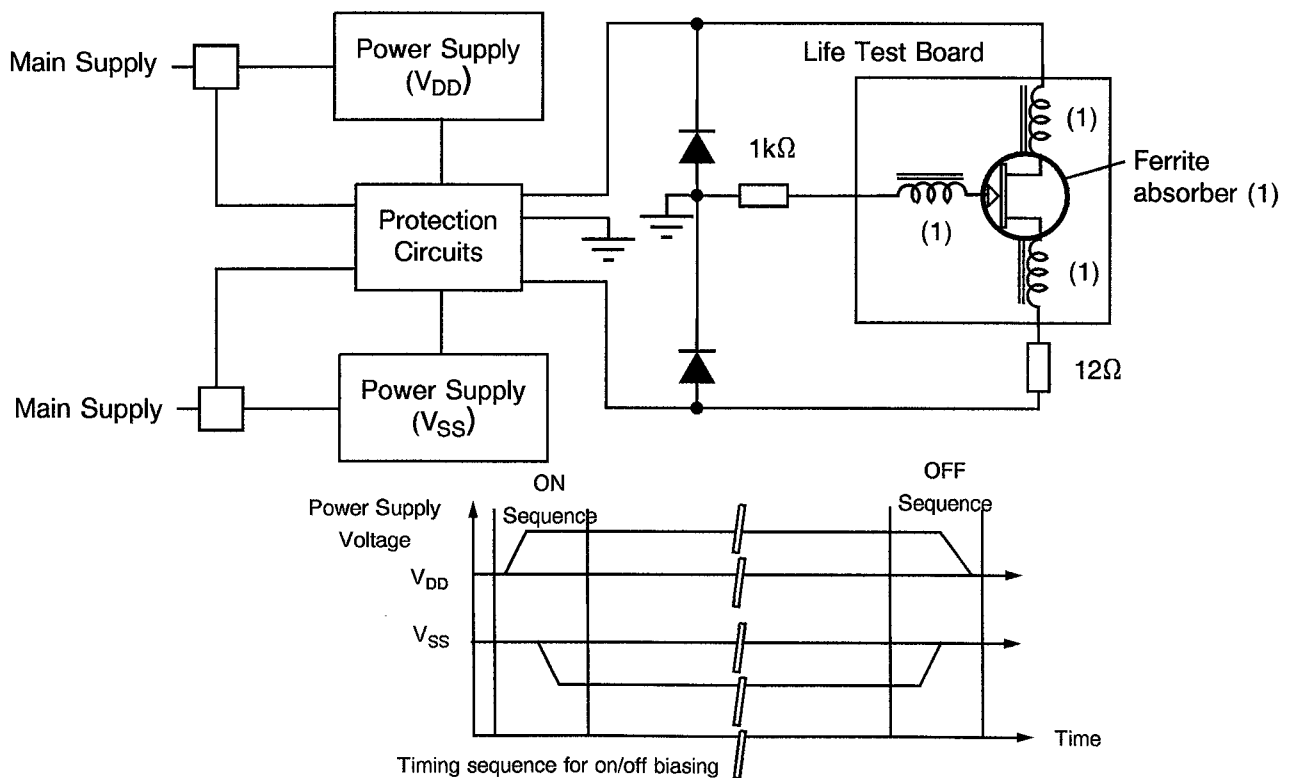 Main Supply
Power Supply
(VDD)
Life Test Board
(1)
1kΩ
Ferrite
absorber (1)
Protection
Circuits
(1)
(1)
Main Supply
Power Supply
(VSS)
12Ω
ON
Sequence
OFF
Sequence
Power Supply
Voltage
VDD
VSS
Time
Timing sequence for on/off biasing